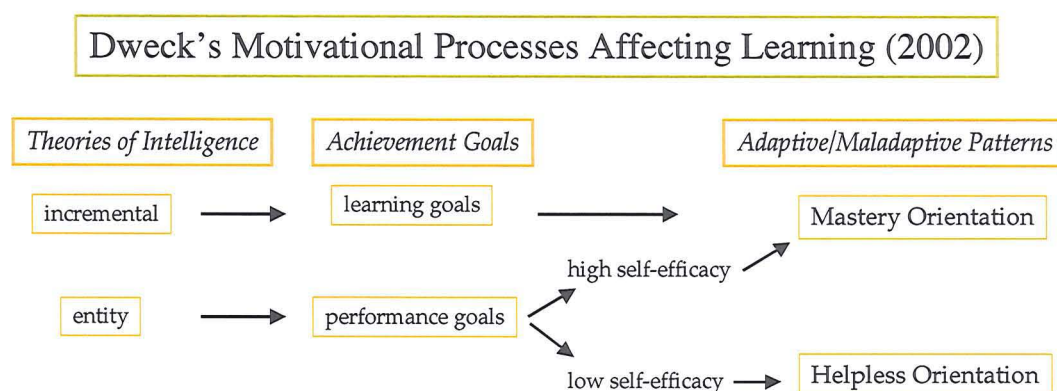 Dweck's Motivational Processes Affecting Learning (2002)
Theories of Intelligence
Achievement Goals
Adaptive/Maladaptive Patterns
incremental
learning goals
Mastery Orientation
high self-efficacy
entity
performance goals
low self-efficacy
Helpless Orientation